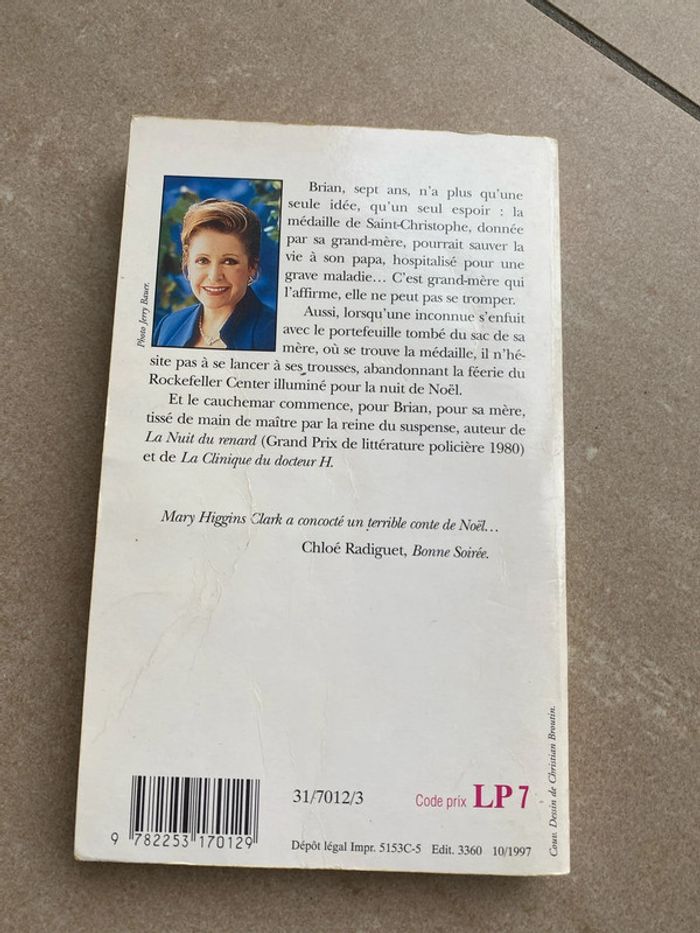 Brian, sept ans, n'a plus qu'une
seule idée, qu'un seul espoir : la
médaille de Saint-Christophe, donnée
par sa grand-mère, pourrait sauver la
vie à son papa, hospitalisé pour une
grave maladie... C'est grand-mère qui
l'affirme, elle ne peut pas se tromper.
Aussi, lorsqu'une inconnue s'enfuit
avec le portefeuille tombé du sac de sa
mère, où se trouve la médaille, il n'hé-
site pas à se lancer à ses trousses, abandonnant la féerie du
Rockefeller Center illuminé pour la nuit de Noël.
Et le cauchemar commence, pour Brian, pour sa mère,
tissé de main de maître par la reine du suspense, auteur de
La Nuit du renard (Grand Prix de littérature policière 1980)
et de La Clinique du docteur H.
Photo Jerry Bauer.
Mary Higgins Clark a concocté un terrible conte de Noël...
Chloé Radiguet, Bonne Soirée.
31/7012/3
Code prix LP 7
9 782253 170129
Dépôt légal Impr. 5153C-5 Edit. 3360 10/1997
Couv. Dessin de Christian Broutin.